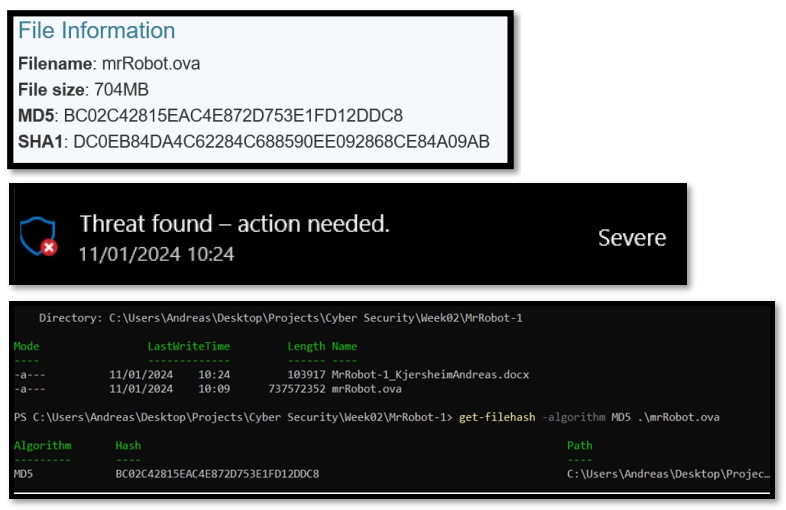 File Information
Filename: mrRobot.ova
File size: 704MB
MD5: BC02C42815EAC4E872D753E1FD12DDC8
SHA1: DC0EB84DA4C62284C688590EE092868CE84A09AB
Threat found – action needed.
11/01/2024 10:24
Severe
Directory: C:\Users\Andreas\Desktop\Projects\Cyber Security\Week02\MrRobot-1
Mode LastWriteTime Length Name
---- ------------- ------ ----
-a--- 11/01/2024 10:24 103917 MrRobot-1_KjersheimAndreas.docx
-a--- 11/01/2024 10:09 737572352 mrRobot.ova
PS C:\Users\Andreas\Desktop\Projects\Cyber Security\Week02\MrRobot-1> get-filehash -algorithm MD5 .\mrRobot.ova
Algorithm Hash Path
--------- ---- ----
MD5 BC02C42815EAC4E872D753E1FD12DDC8 C:\Users\Andreas\Desktop\Projec…